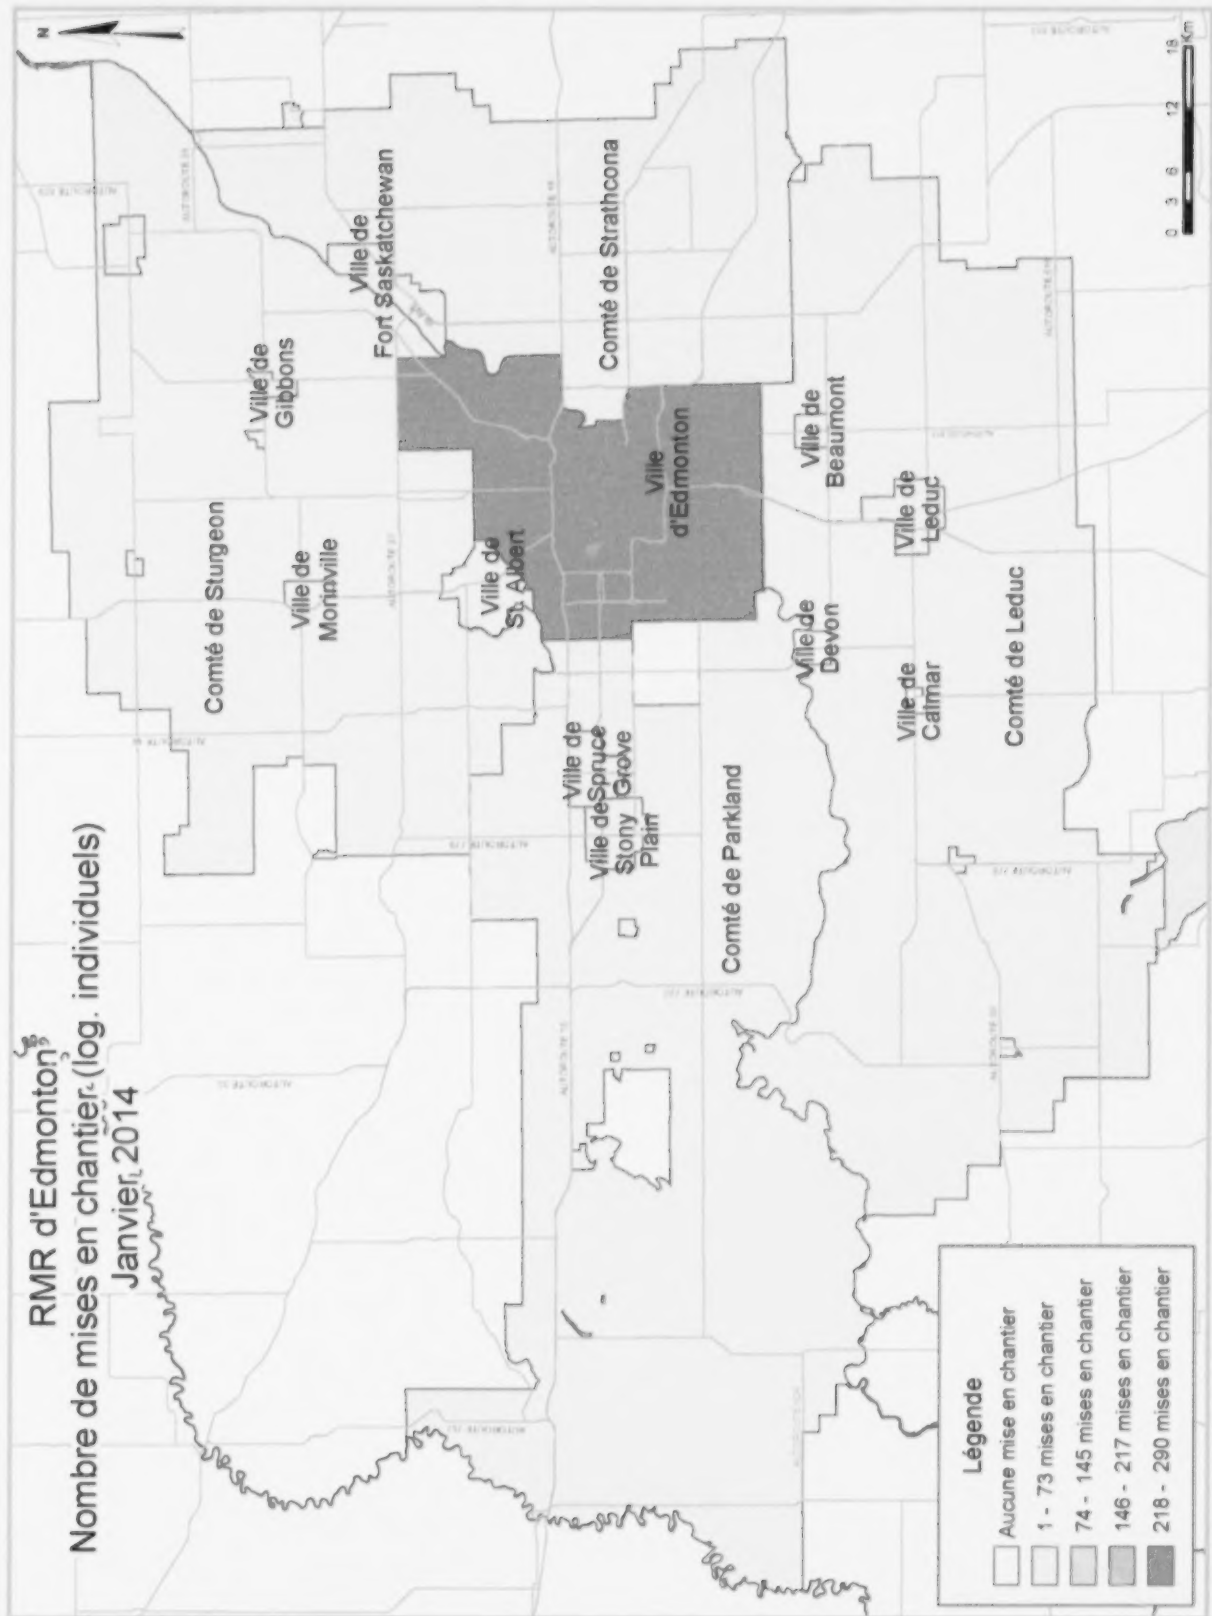 RMR d'Edmonton
Nombre de mises en chantier (log. individuels)
Janvier 2014
N
Comté de Sturgeon
Ville de
Morinville
Ville de
Gibbons
Ville de
Fort Saskatchewan
Ville de
St. Albert
Ville
d'Edmonton
Comté de Strathcona
Ville de
Spruce
Grove
Ville de
Stony
Plain
Comté de Parkland
Ville de
Devon
Ville de
Beaumont
Ville de
Leduc
Ville de
Calmar
Comté de Leduc
Légende
Aucune mise en chantier
1 - 73 mises en chantier
74 - 145 mises en chantier
146 - 217 mises en chantier
218 - 290 mises en chantier
0 3 6 12 18
Km